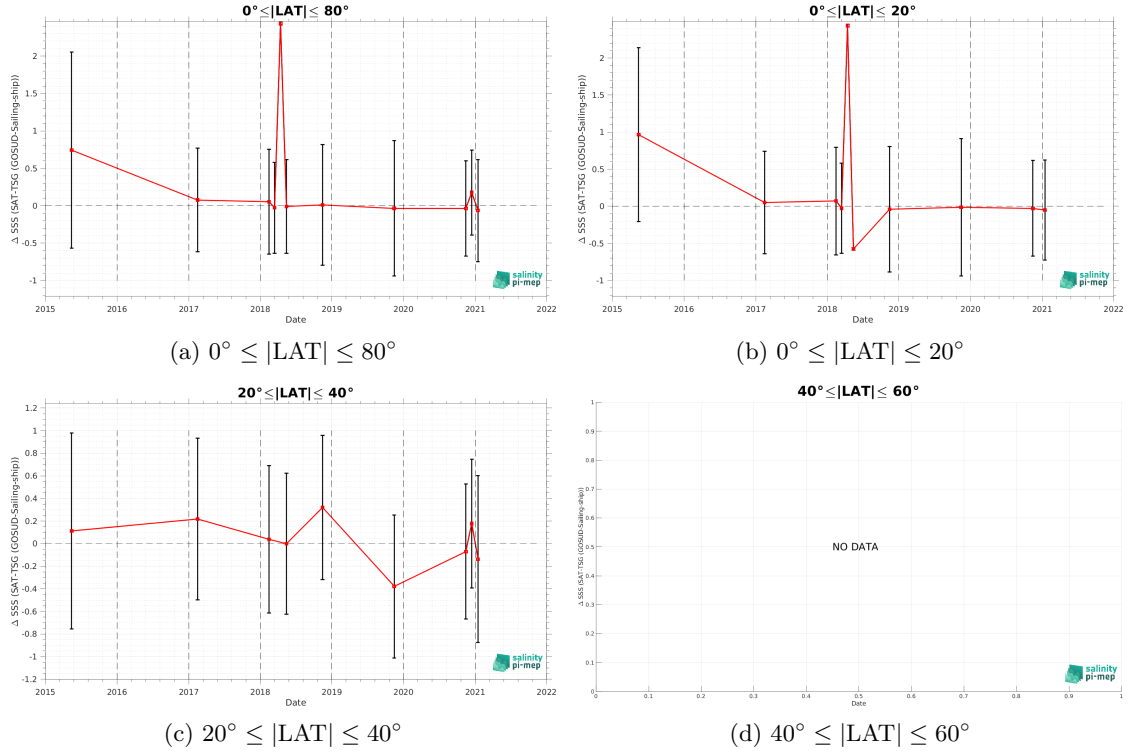 0°≤|LAT|≤ 80°
Δ SSS (SAT-TSG (GOSUD-Sailing-ship))
2
1.5
1
0.5
0
-0.5
-1
2015 2016 2017 2018 2019 2020 2021 2022
Date
salinity
pi-mep
(a) 0° ≤ |LAT| ≤ 80°
0°≤|LAT|≤ 20°
Δ SSS (SAT-TSG (GOSUD-Sailing-ship))
2
1.5
1
0.5
0
-0.5
-1
2015 2016 2017 2018 2019 2020 2021 2022
Date
salinity
pi-mep
(b) 0° ≤ |LAT| ≤ 20°
20°≤|LAT|≤ 40°
Δ SSS (SAT-TSG (GOSUD-Sailing-ship))
1.2
1
0.8
0.6
0.4
0.2
0
-0.2
-0.4
-0.6
-0.8
-1
-1.2
2015 2016 2017 2018 2019 2020 2021 2022
Date
salinity
pi-mep
(c) 20° ≤ |LAT| ≤ 40°
40°≤|LAT|≤ 60°
Δ SSS (SAT-TSG (GOSUD-Sailing-ship))
1
0.9
0.8
0.7
0.6
0.5
0.4
0.3
0.2
0.1
0
NO DATA
0 0.1 0.2 0.3 0.4 0.5 0.6 0.7 0.8 0.9 1
Date
salinity
pi-mep
(d) 40° ≤ |LAT| ≤ 60°